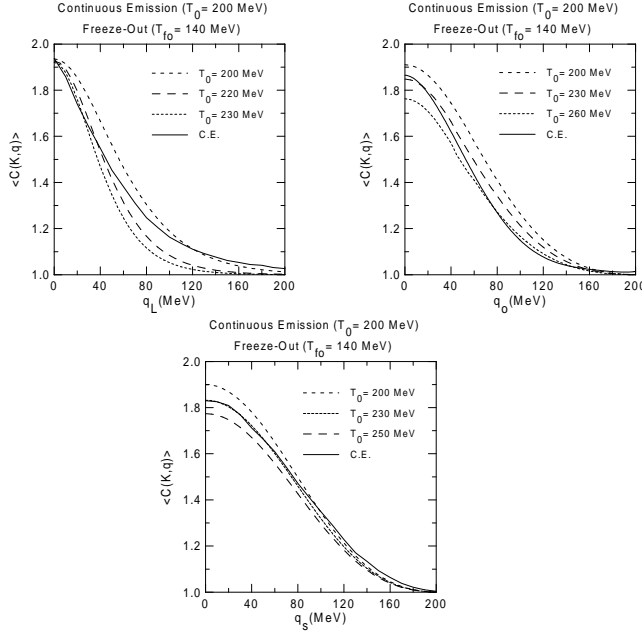 Continuous Emission (T0= 200 MeV)
Freeze-Out (Tfo= 140 MeV)
2.0
1.8
1.6
1.4
1.2
1.0
<C(K,q)>
T0= 200 MeV
T0= 220 MeV
T0= 230 MeV
C.E.
0 40 80 120 160 200
qL(MeV)
Continuous Emission (T0= 200 MeV)
Freeze-Out (Tfo= 140 MeV)
2.0
1.8
1.6
1.4
1.2
1.0
<C(K,q)>
T0= 200 MeV
T0= 230 MeV
T0= 260 MeV
C.E.
0 40 80 120 160 200
qo(MeV)
Continuous Emission (T0= 200 MeV)
Freeze-Out (Tfo= 140 MeV)
2.0
1.8
1.6
1.4
1.2
1.0
<C(K,q)>
T0= 200 MeV
T0= 230 MeV
T0= 250 MeV
C.E.
0 40 80 120 160 200
qs(MeV)